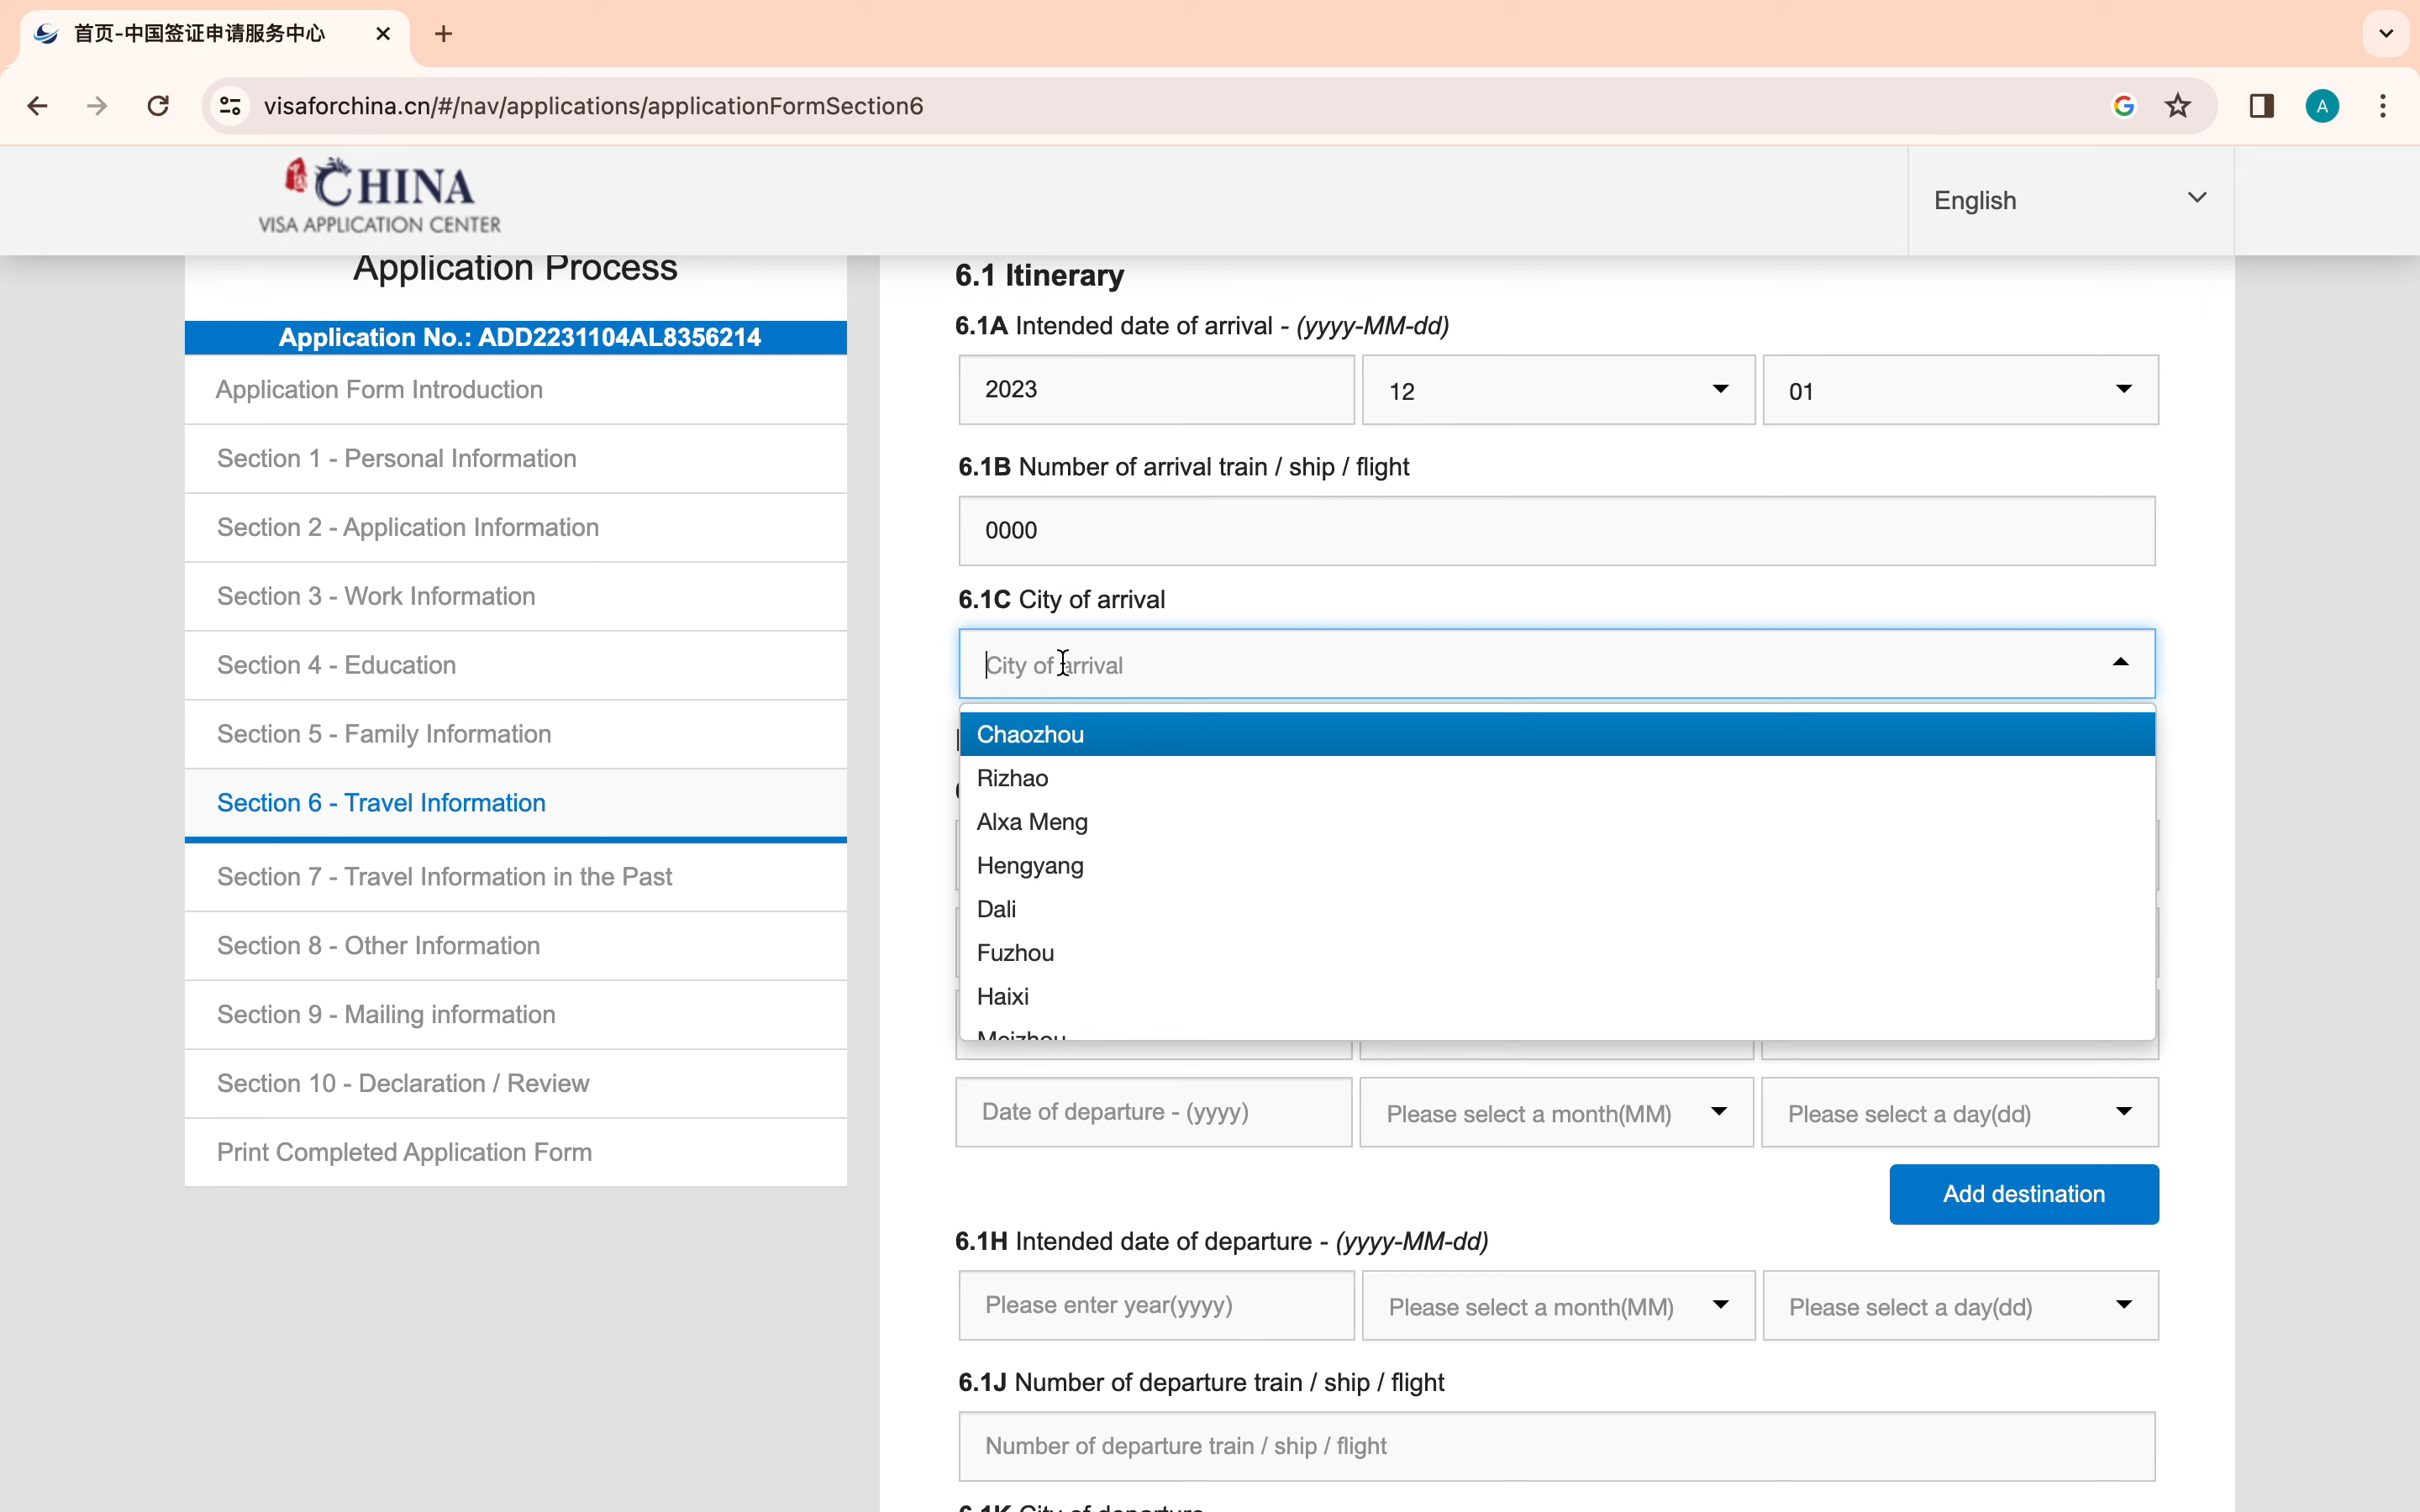 首页-中国签证申请服务中心
visaforchina.cn/#/nav/applications/applicationFormSection6
A
CHINA
VISA APPLICATION CENTER
English
Application Process
Application No.: ADD2231104AL8356214
Application Form Introduction
Section 1 - Personal Information
Section 2 - Application Information
Section 3 - Work Information
Section 4 - Education
Section 5 - Family Information
Section 6 - Travel Information
Section 7 - Travel Information in the Past
Section 8 - Other Information
Section 9 - Mailing information
Section 10 - Declaration / Review
Print Completed Application Form
6.1 Itinerary
6.1A Intended date of arrival - (yyyy-MM-dd)
2023 12 01
6.1B Number of arrival train / ship / flight
0000
6.1C City of arrival
City of arrival
Chaozhou
Rizhao
Alxa Meng
Hengyang
Dali
Fuzhou
Haixi
Meizhou
Date of departure - (yyyy) Please select a month(MM) Please select a day(dd)
Add destination
6.1H Intended date of departure - (yyyy-MM-dd)
Please enter year(yyyy) Please select a month(MM) Please select a day(dd)
6.1J Number of departure train / ship / flight
Number of departure train / ship / flight
6.1K City of departure